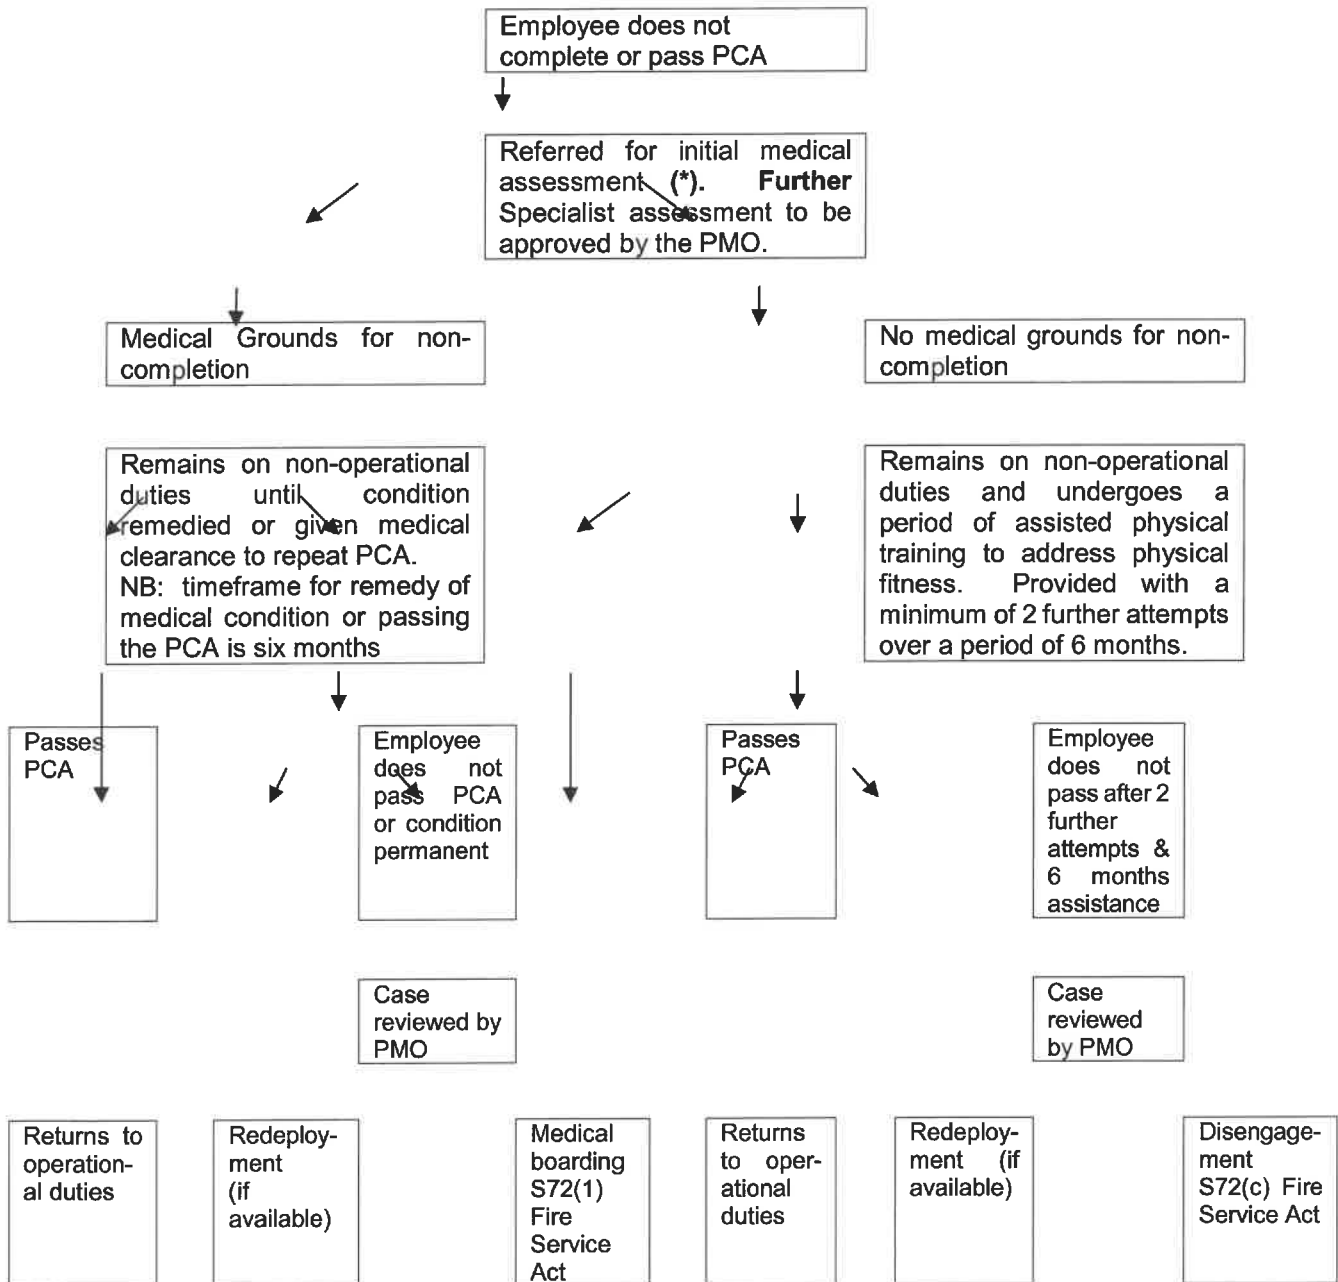 Employee does not
complete or pass PCA
Referred for initial medical
assessment (*). Further
Specialist assessment to be
approved by the PMO.
Medical Grounds for non-
completion
No medical grounds for non-
completion
Remains on non-operational
duties until condition
remedied or given medical
clearance to repeat PCA.
NB: timeframe for remedy of
medical condition or passing
the PCA is six months
Remains on non-operational
duties and undergoes a
period of assisted physical
training to address physical
fitness. Provided with a
minimum of 2 further attempts
over a period of 6 months.
Passes
PCA
Employee
does not
pass PCA
or condition
permanent
Passes
PCA
Employee
does not
pass after 2
further
attempts &
6 months
assistance
Case
reviewed by
PMO
Case
reviewed
by PMO
Returns to
operation-
al duties
Redeploy-
ment
(if
available)
Medical
boarding
S72(1)
Fire
Service
Act
Returns
to oper-
ational
duties
Redeploy-
ment (if
available)
Disengage-
ment
S72(c) Fire
Service Act